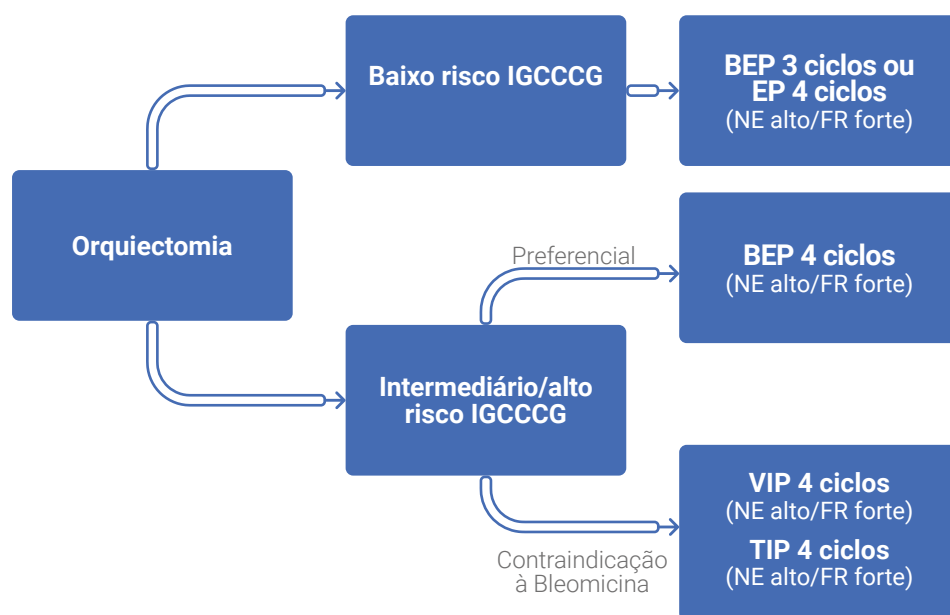 Baixo risco IGCCCG
BEP 3 ciclos ou
EP 4 ciclos
(NE alto/FR forte)
Orquiectomia
Preferencial
BEP 4 ciclos
(NE alto/FR forte)
Intermediário/alto
risco IGCCCG
Contraindicação
à Bleomicina
VIP 4 ciclos
(NE alto/FR forte)
TIP 4 ciclos
(NE alto/FR forte)